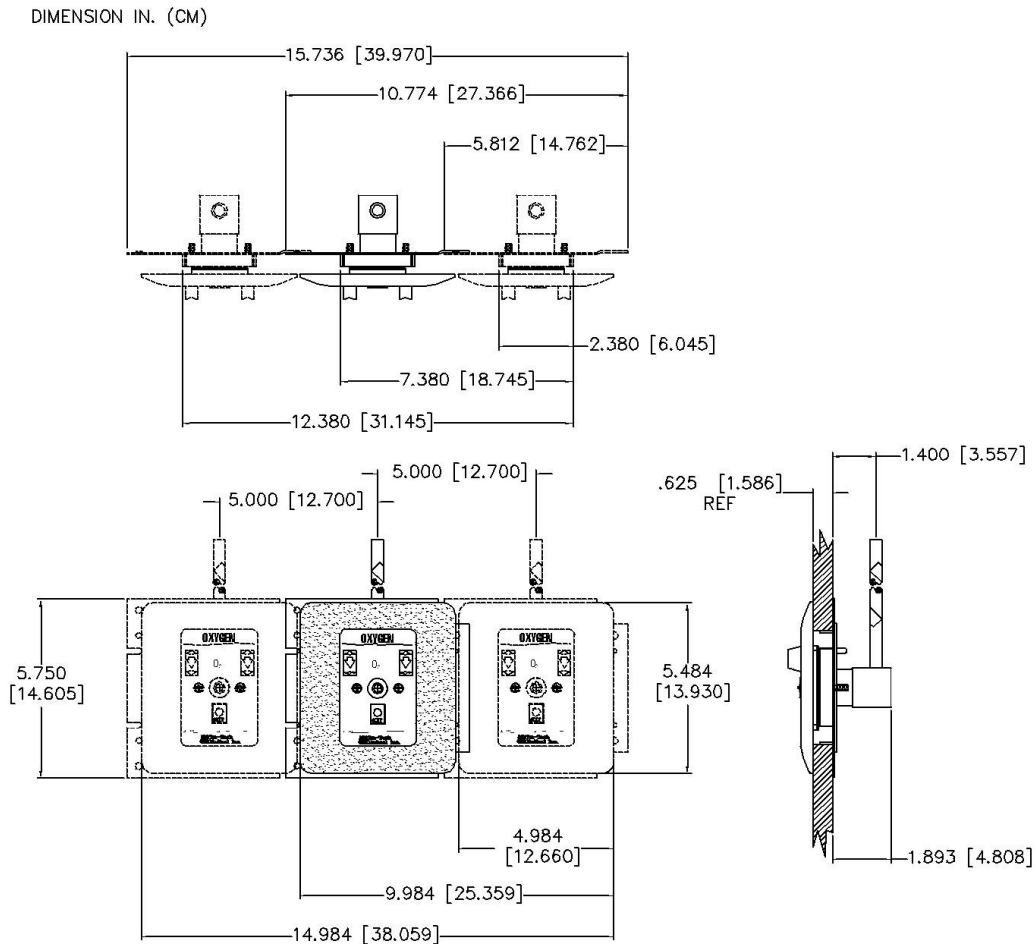 DIMENSION IN. (CM)
15.736 [39.970]
10.774 [27.366]
5.812 [14.762]
2.380 [6.045]
7.380 [18.745]
12.380 [31.145]
5.000 [12.700]
5.000 [12.700]
.625 [1.586]
REF
1.400 [3.557]
5.750
[14.605]
OXYGEN
O₂
OXYGEN
O₂
OXYGEN
O₂
5.484
[13.930]
4.984
[12.660]
1.893 [4.808]
9.984 [25.359]
14.984 [38.059]